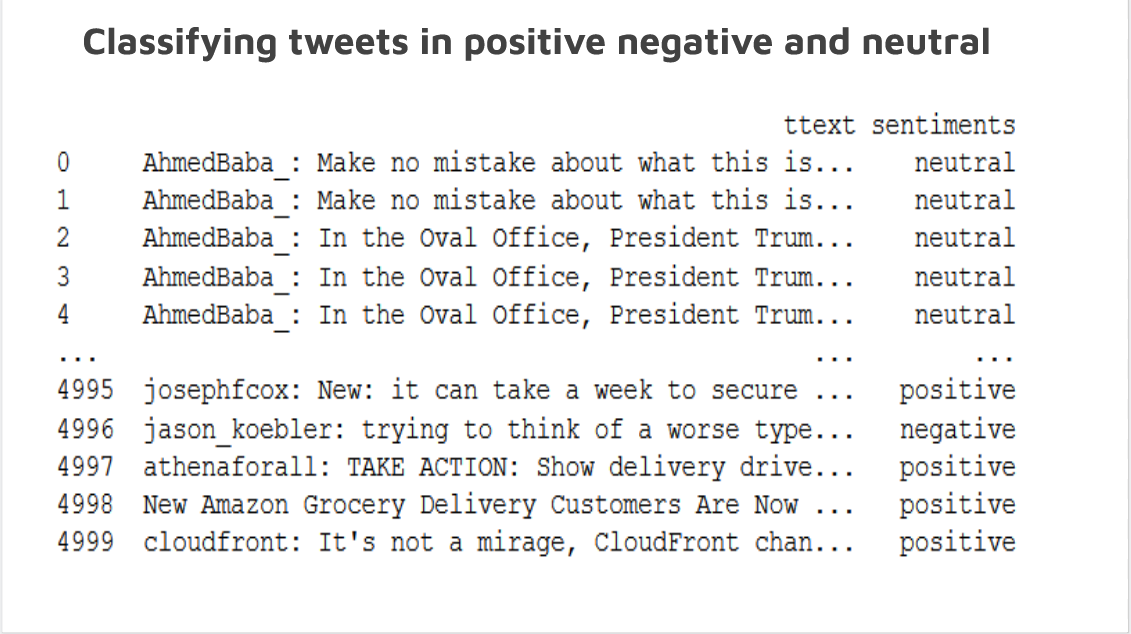 Classifying tweets in positive negative and neutral
ttext sentiments
0 AhmedBaba_: Make no mistake about what this is... neutral
1 AhmedBaba_: Make no mistake about what this is... neutral
2 AhmedBaba_: In the Oval Office, President Trum... neutral
3 AhmedBaba_: In the Oval Office, President Trum... neutral
4 AhmedBaba_: In the Oval Office, President Trum... neutral
... ... ...
4995 josephfcox: New: it can take a week to secure ... positive
4996 jason_koebler: trying to think of a worse type... negative
4997 athenaforall: TAKE ACTION: Show delivery drive... positive
4998 New Amazon Grocery Delivery Customers Are Now ... positive
4999 cloudfront: It's not a mirage, CloudFront chan... positive